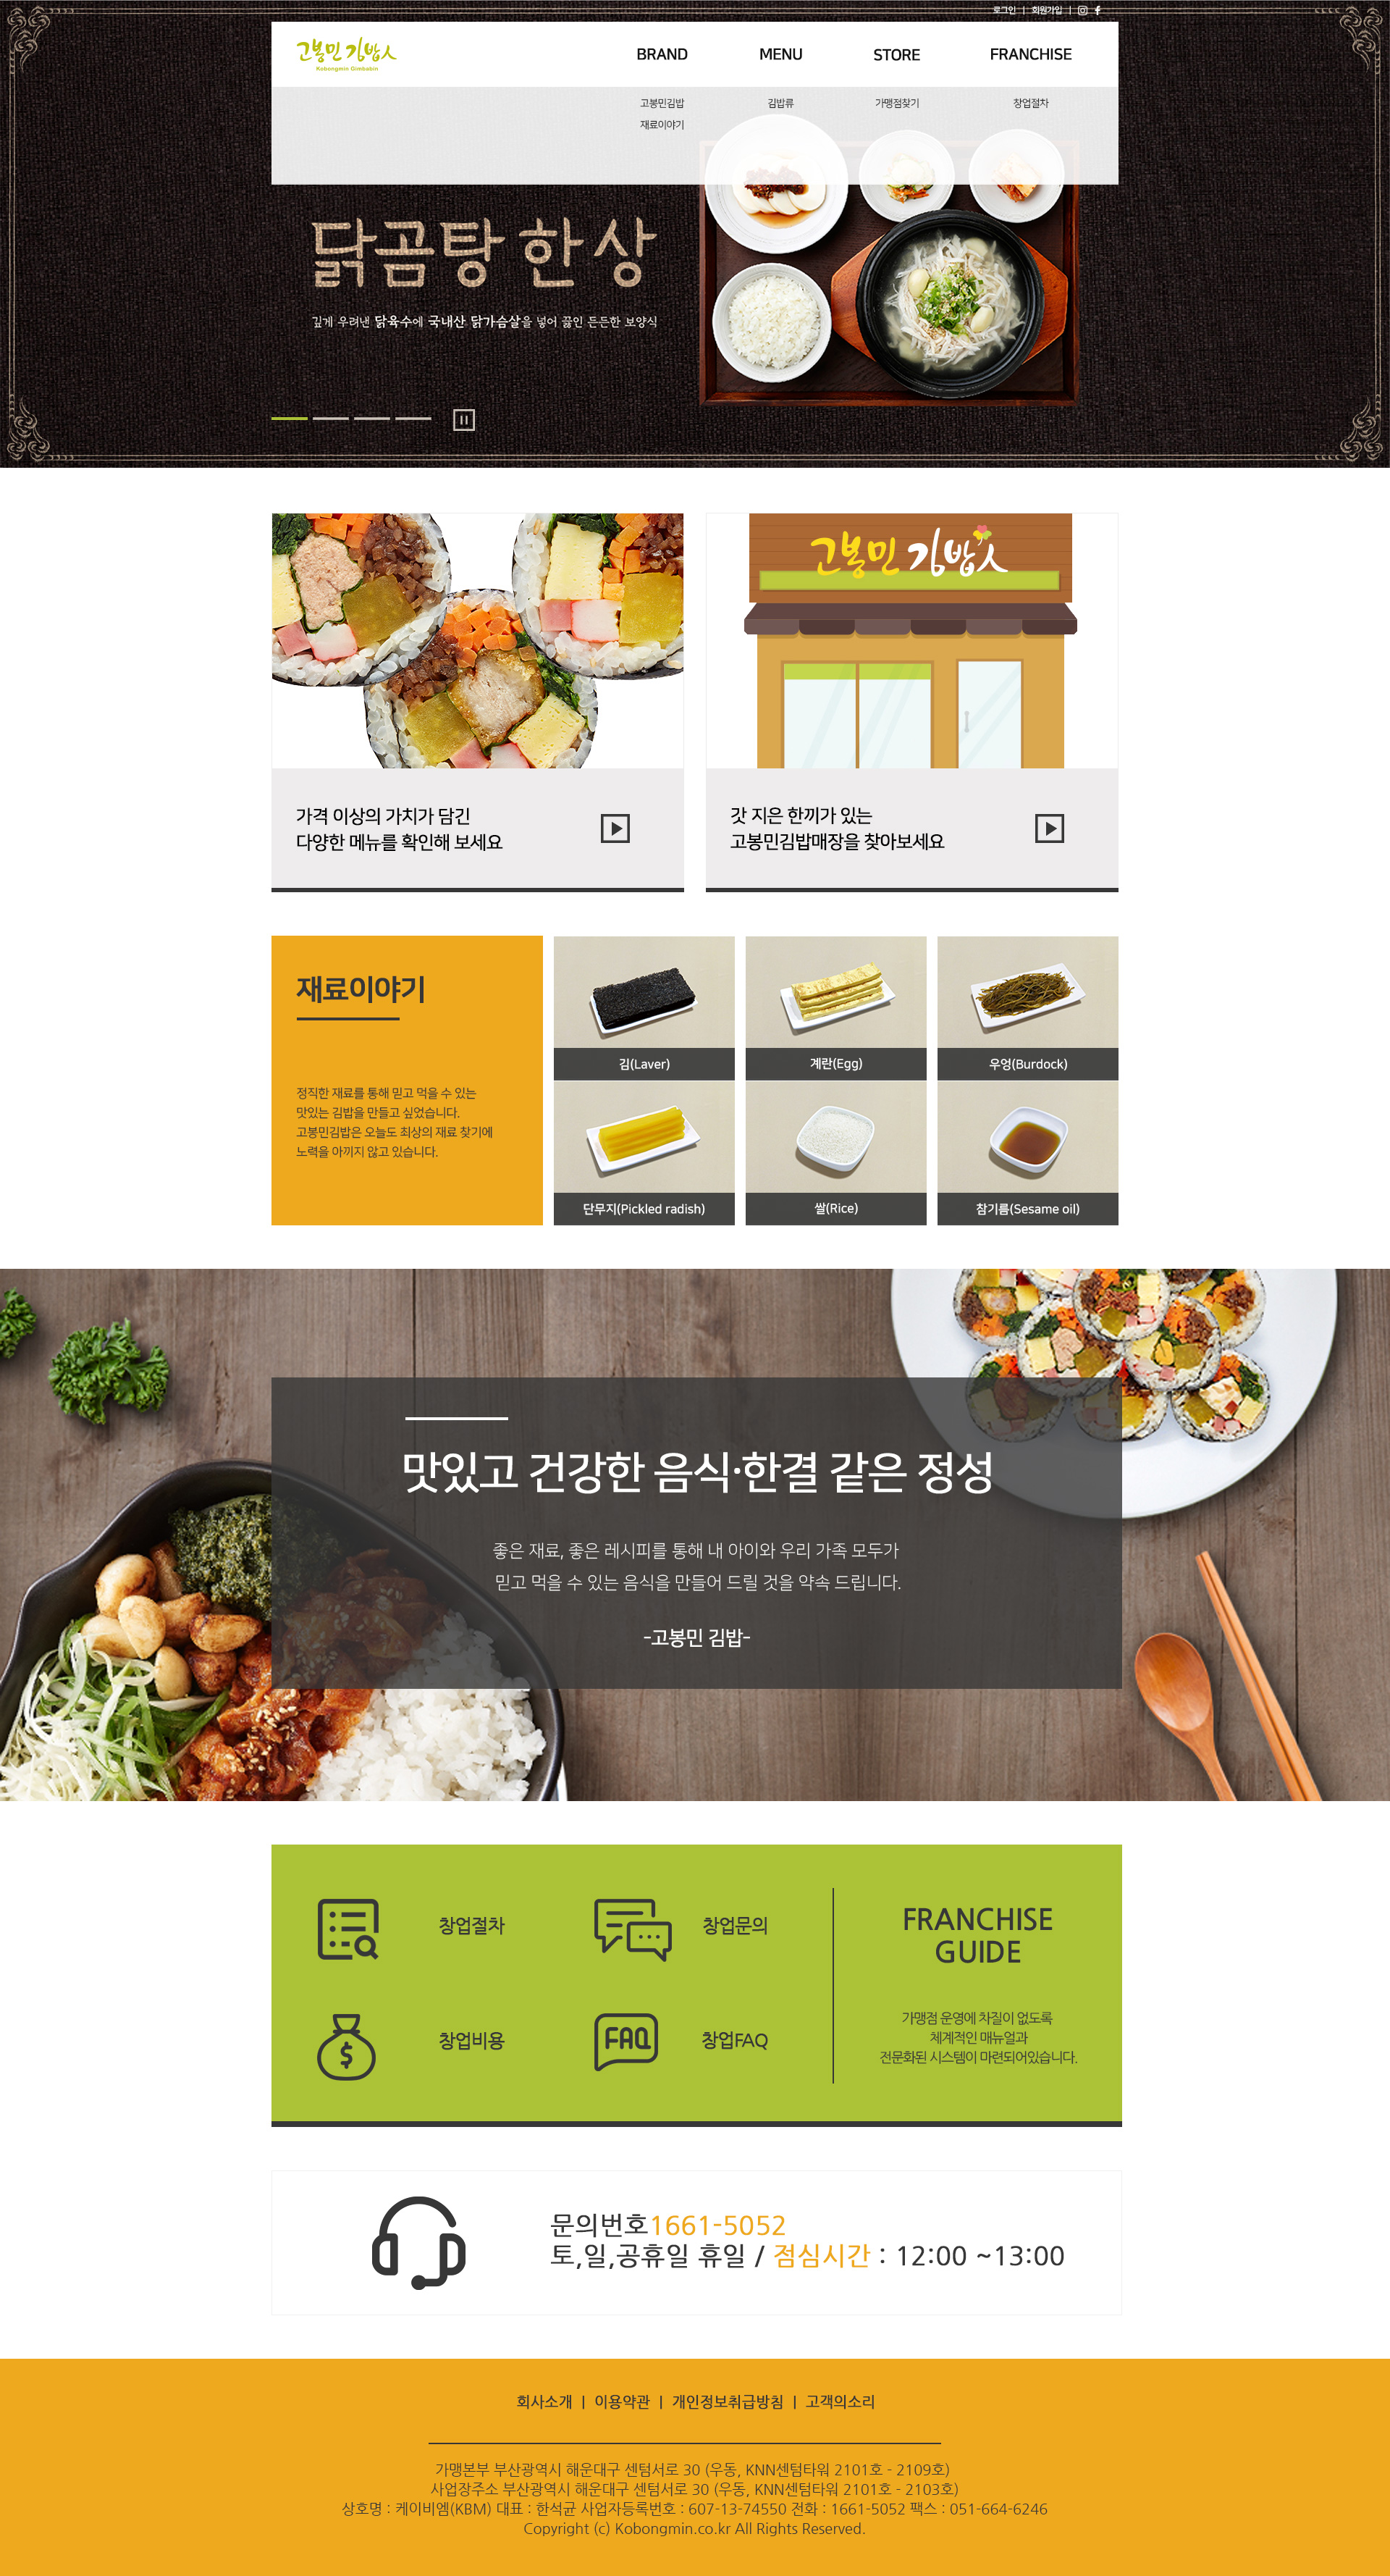 로그인 | 회원가입 |
고봉민김밥人
Kobongmin Gimbabin
BRAND MENU STORE FRANCHISE
고봉민김밥 김밥류 가맹점찾기 창업절차
재료이야기
닭곰탕 한 상
깊게 우려낸 닭육수에 국내산 닭가슴살을 넣어 끓인 든든한 보양식
고봉민 김밥人
가격 이상의 가치가 담긴
다양한 메뉴를 확인해 보세요
갓 지은 한끼가 있는
고봉민김밥매장을 찾아보세요
재료이야기
정직한 재료를 통해 믿고 먹을 수 있는
맛있는 김밥을 만들고 싶었습니다.
고봉민김밥은 오늘도 최상의 재료 찾기에
노력을 아끼지 않고 있습니다.
김(Laver)
계란(Egg)
우엉(Burdock)
단무지(Pickled radish)
쌀(Rice)
참기름(Sesame oil)
맛있고 건강한 음식·한결 같은 정성
좋은 재료, 좋은 레시피를 통해 내 아이와 우리 가족 모두가
믿고 먹을 수 있는 음식을 만들어 드릴 것을 약속 드립니다.
-고봉민 김밥-
창업절차
창업문의
창업비용
FAQ
창업FAQ
FRANCHISE
GUIDE
가맹점 운영에 차질이 없도록
체계적인 매뉴얼과
전문화된 시스템이 마련되어있습니다.
문의번호1661-5052
토,일,공휴일 휴일 / 점심시간 : 12:00 ~13:00
회사소개 | 이용약관 | 개인정보취급방침 | 고객의소리
가맹본부 부산광역시 해운대구 센텀서로 30 (우동, KNN센텀타워 2101호 - 2109호)
사업장주소 부산광역시 해운대구 센텀서로 30 (우동, KNN센텀타워 2101호 - 2103호)
상호명 : 케이비엠(KBM) 대표 : 한석균 사업자등록번호 : 607-13-74550 전화 : 1661-5052 팩스 : 051-664-6246
Copyright (c) Kobongmin.co.kr All Rights Reserved.